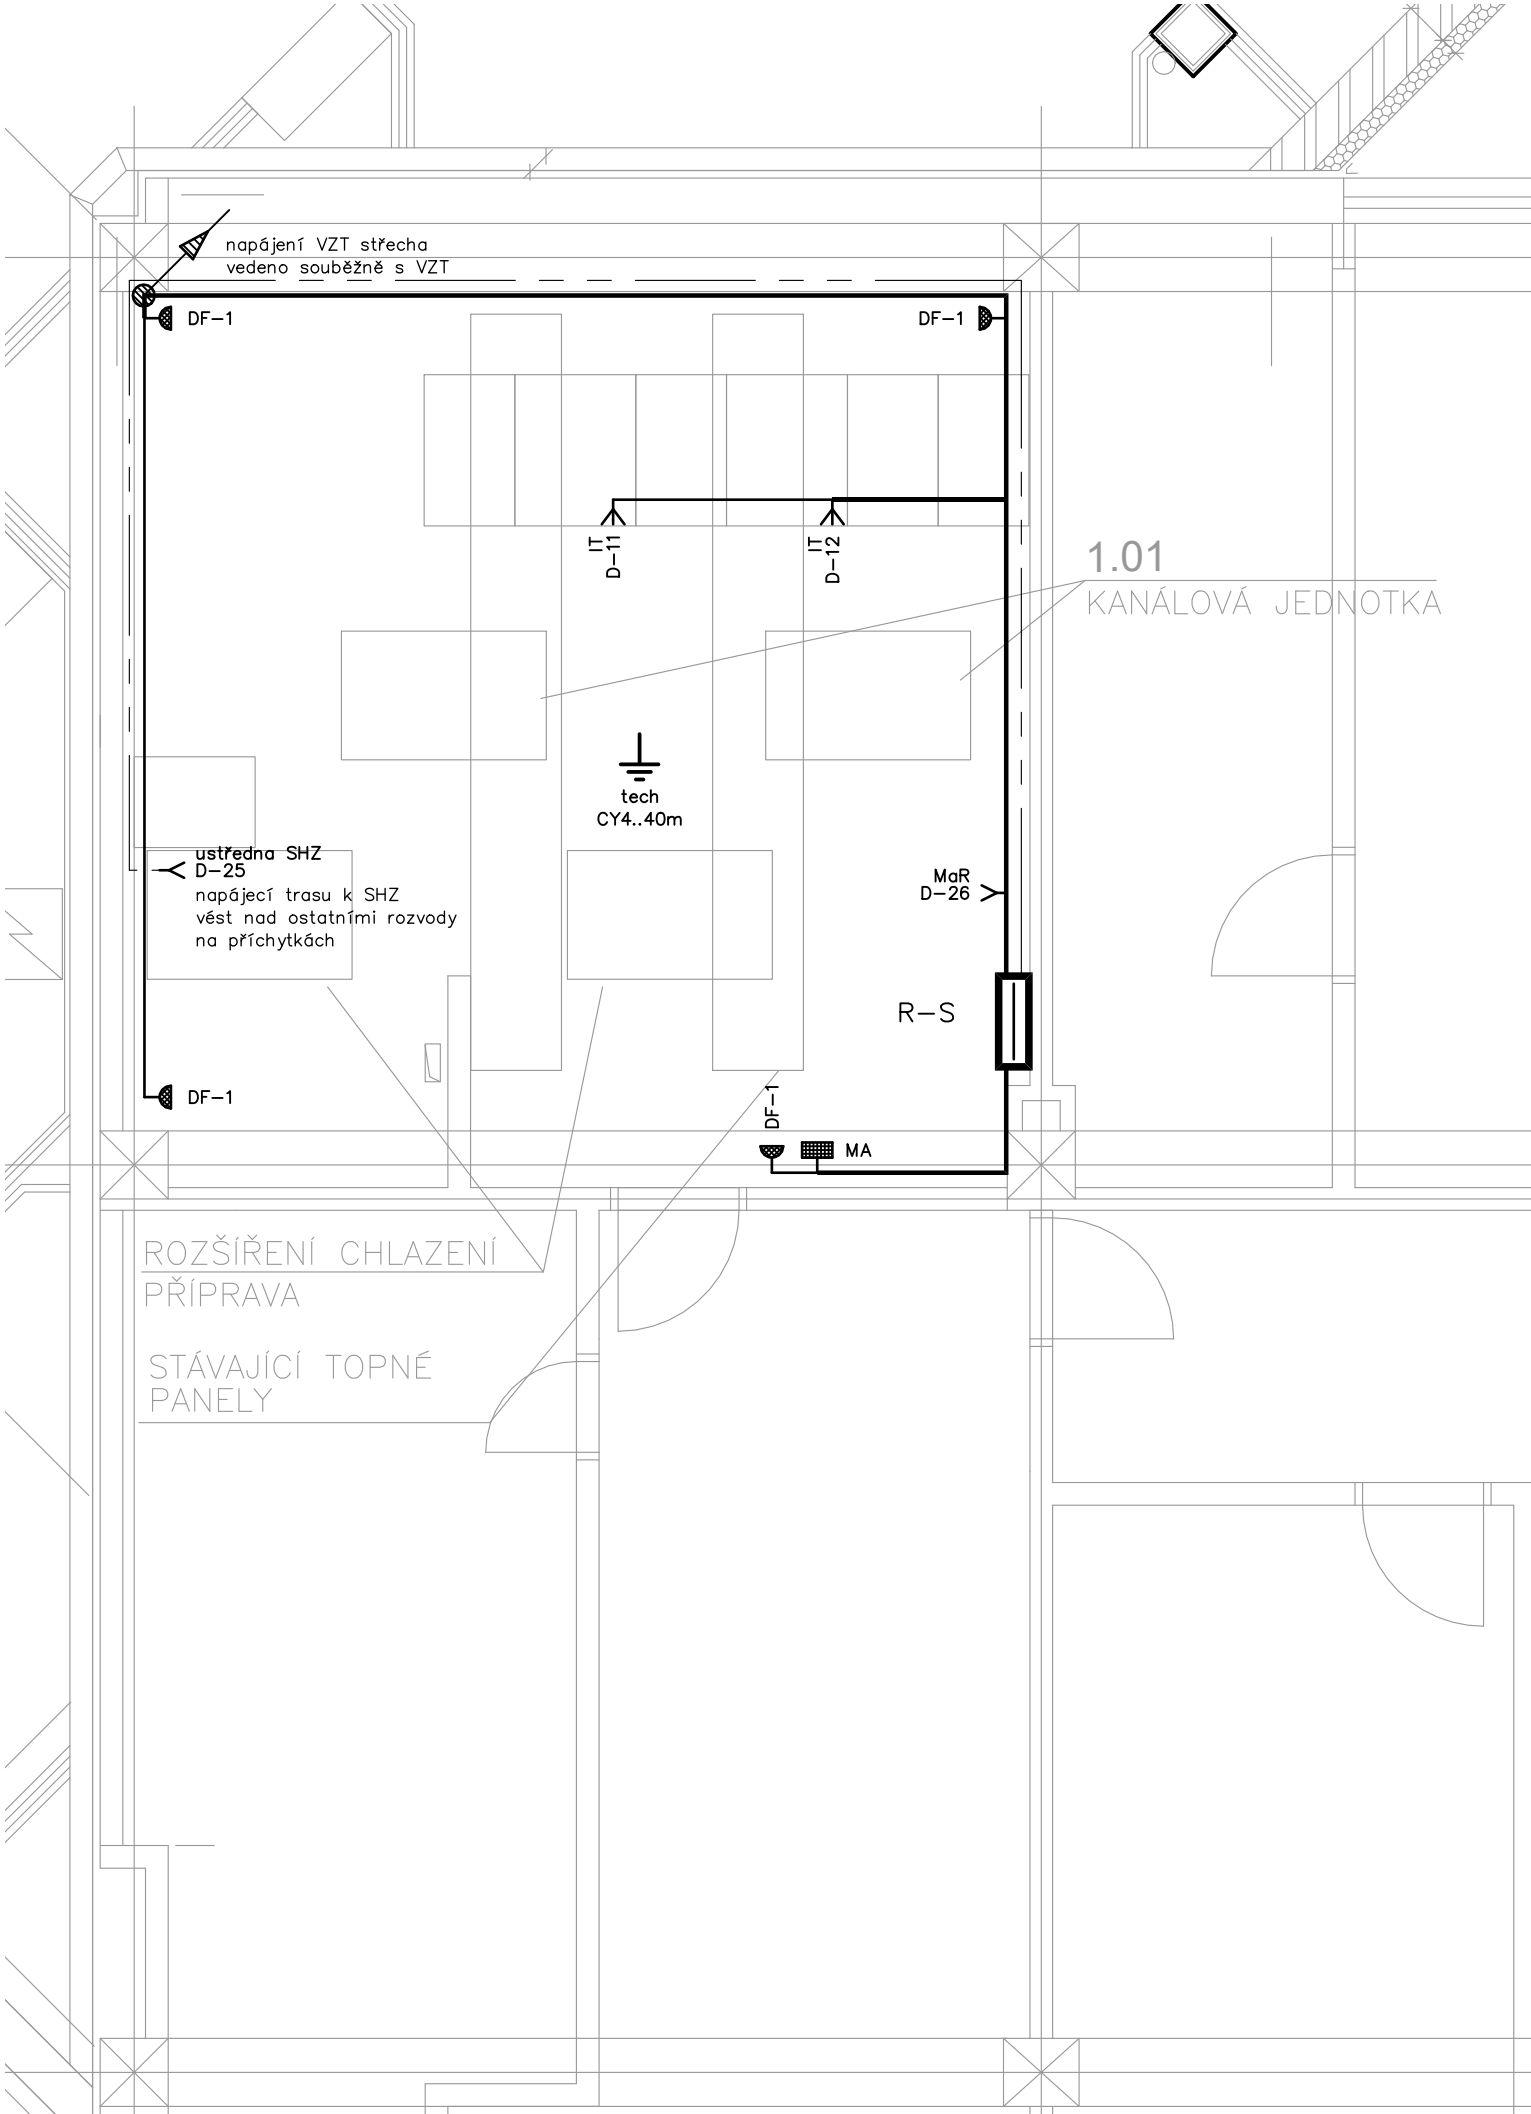 napájení VZT střecha
vedeno souběžně s VZT
DF-1
DF-1
IT
D-11
IT
D-12
1.01
KANÁLOVÁ JEDNOTKA
tech
CY4..40m
ustředna SHZ
D-25
napájecí trasu k SHZ
vést nad ostatními rozvody
na příchytkách
MaR
D-26
R-S
DF-1
DF-1
MA
ROZŠÍŘENÍ CHLAZENÍ
PŘÍPRAVA
STÁVAJÍCÍ TOPNÉ
PANELY